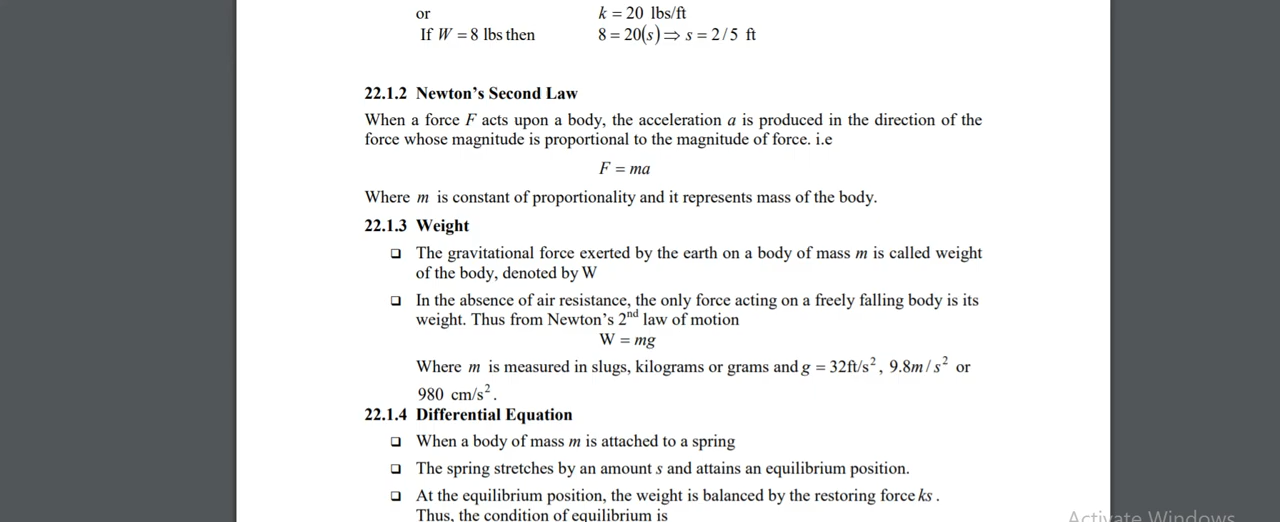 or k = 20 lbs/ft
If W = 8 lbs then 8 = 20(s) ⇒ s = 2/5 ft
22.1.2 Newton's Second Law
When a force F acts upon a body, the acceleration a is produced in the direction of the
force whose magnitude is proportional to the magnitude of force. i.e
F = ma
Where m is constant of proportionality and it represents mass of the body.
22.1.3 Weight
❑ The gravitational force exerted by the earth on a body of mass m is called weight
of the body, denoted by W
❑ In the absence of air resistance, the only force acting on a freely falling body is its
weight. Thus from Newton's 2nd law of motion
W = mg
Where m is measured in slugs, kilograms or grams and g = 32ft/s², 9.8m/s² or
980 cm/s².
22.1.4 Differential Equation
❑ When a body of mass m is attached to a spring
❑ The spring stretches by an amount s and attains an equilibrium position.
❑ At the equilibrium position, the weight is balanced by the restoring force ks.
Thus, the condition of equilibrium is
Activate Windows